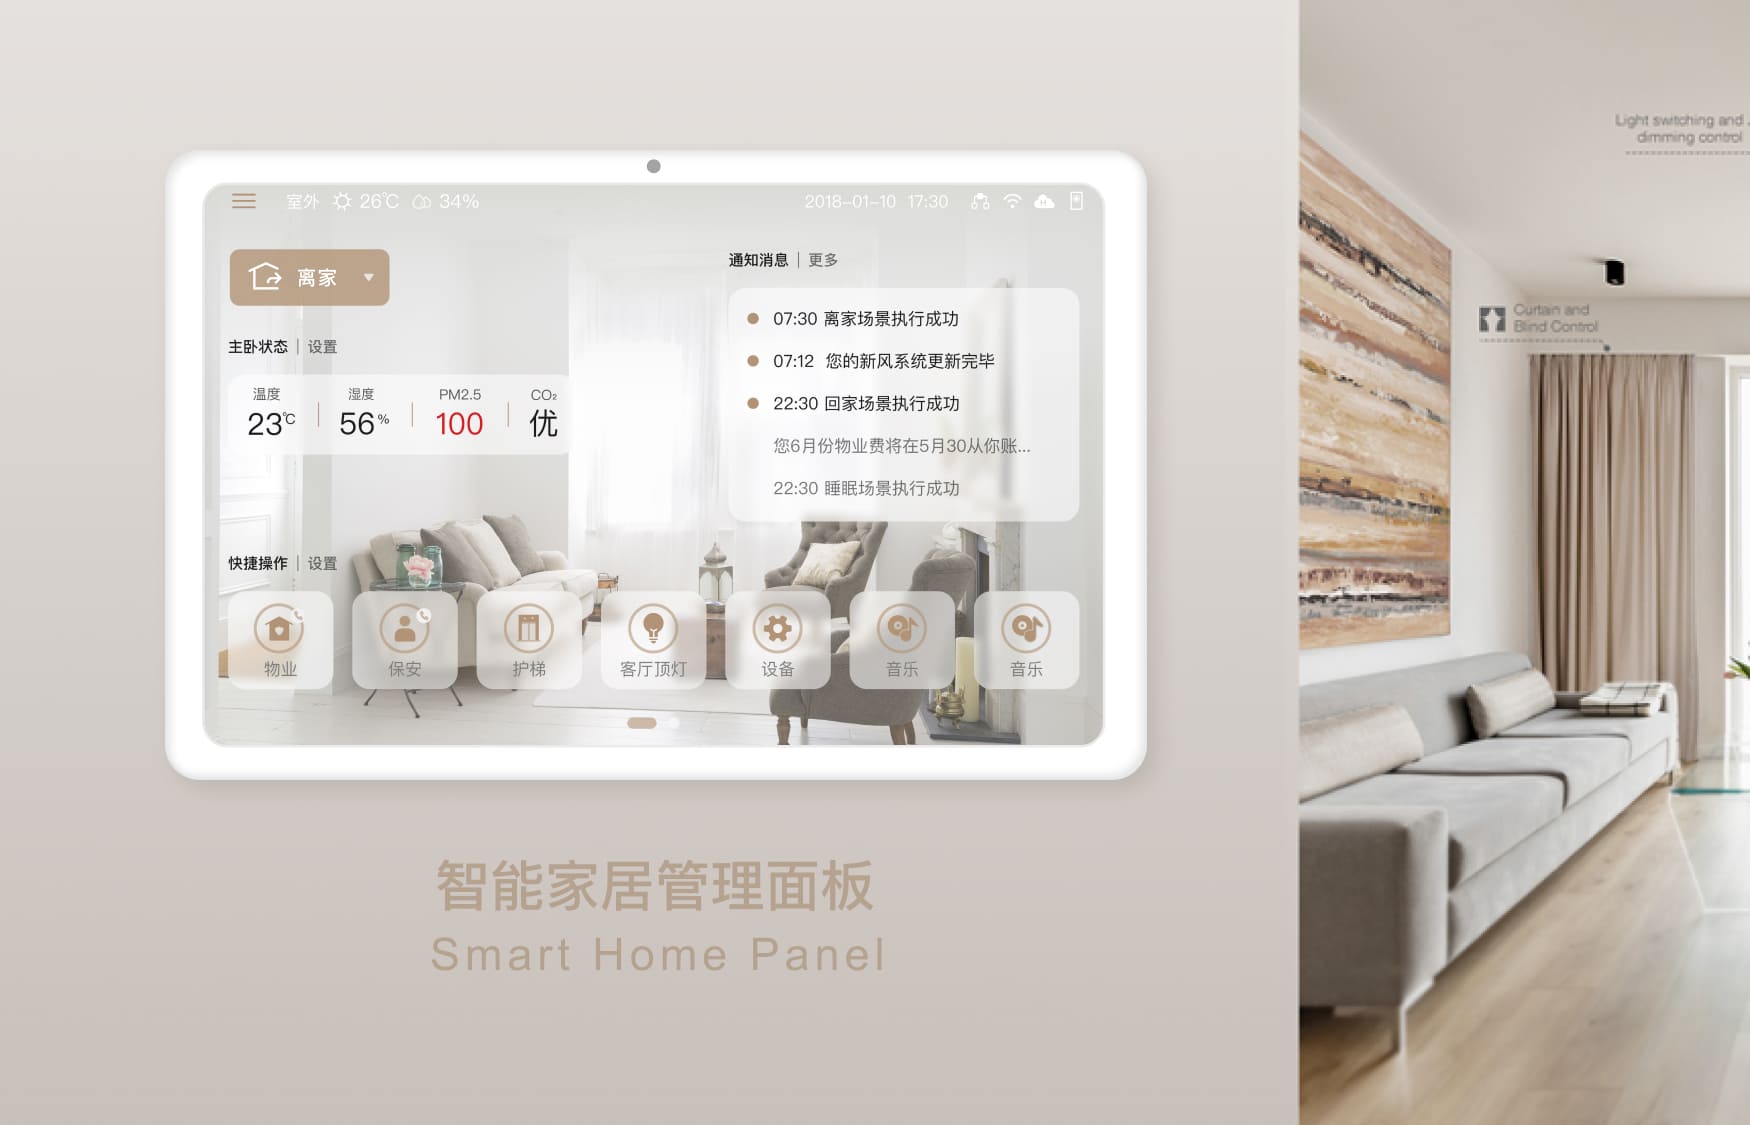 室外 26℃ 34%
2018-01-10 17:30
离家
通知消息 | 更多
07:30 离家场景执行成功
07:12 您的新风系统更新完毕
22:30 回家场景执行成功
您6月份物业费将在5月30从你账...
22:30 睡眠场景执行成功
主卧状态 | 设置
温度 湿度 PM2.5 CO₂
23℃ 56% 100 优
快捷操作 | 设置
物业 保安 护梯 客厅顶灯 设备 音乐 音乐
智能家居管理面板
Smart Home Panel
Light switching and
dimming control
Curtain and
Blind Control